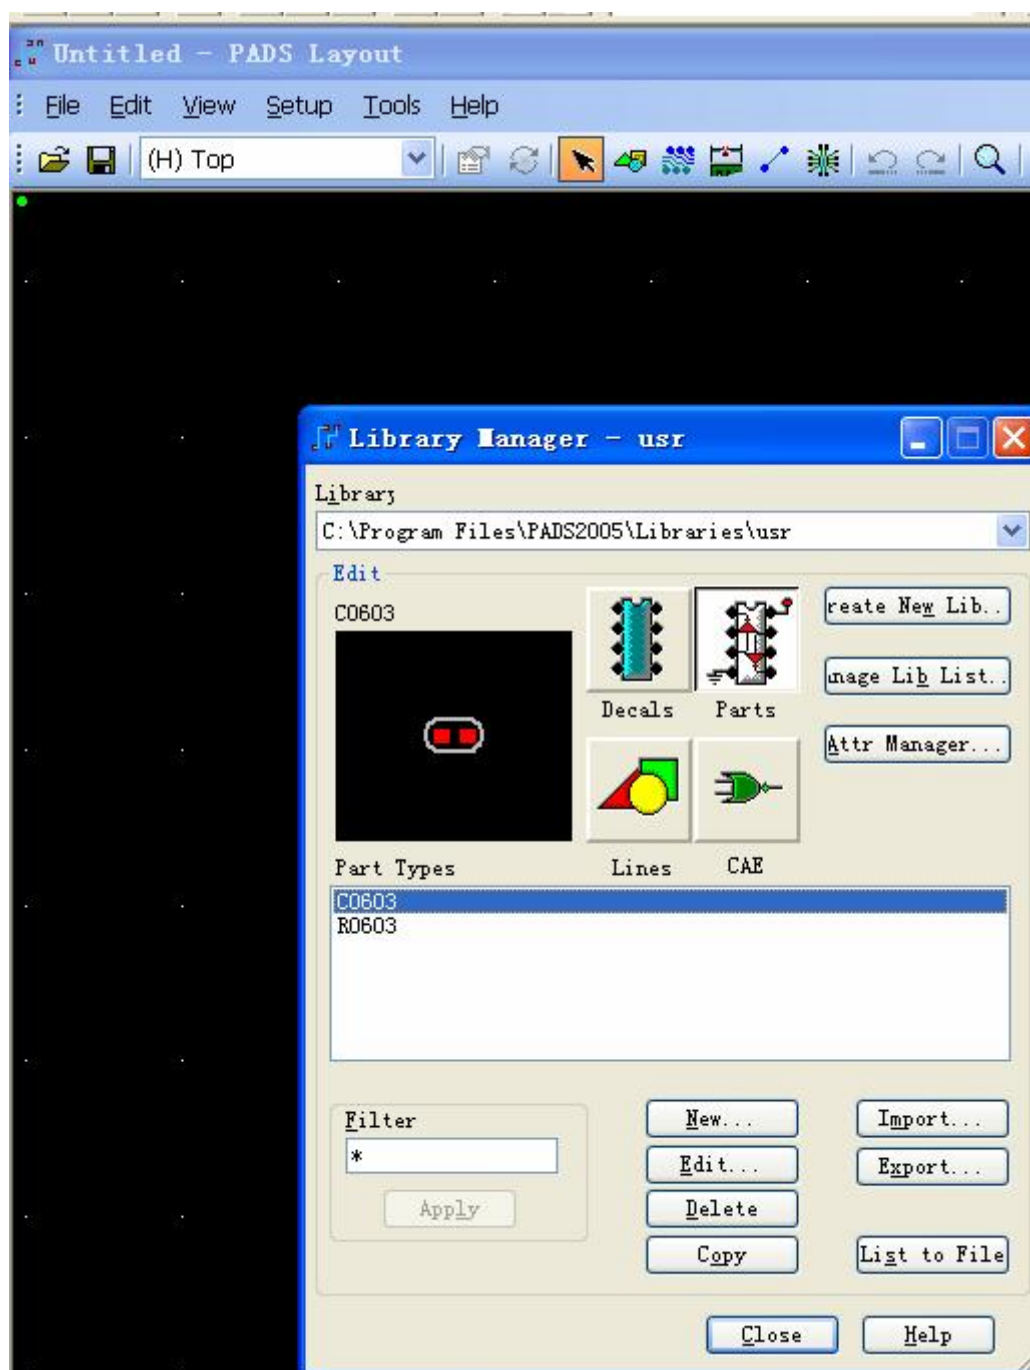 Untitled - PADS Layout
File Edit View Setup Tools Help
(H) Top
Library Manager - usr
Library
C:\Program Files\PADS2005\Libraries\usr
Edit
C0603
reate New Lib..
Decals Parts
nage Lib List..
Attr Manager...
Part Types Lines CAE
C0603
R0603
Filter
*
Apply
New...
Import...
Edit...
Export...
Delete
Copy
List to File
Close
Help